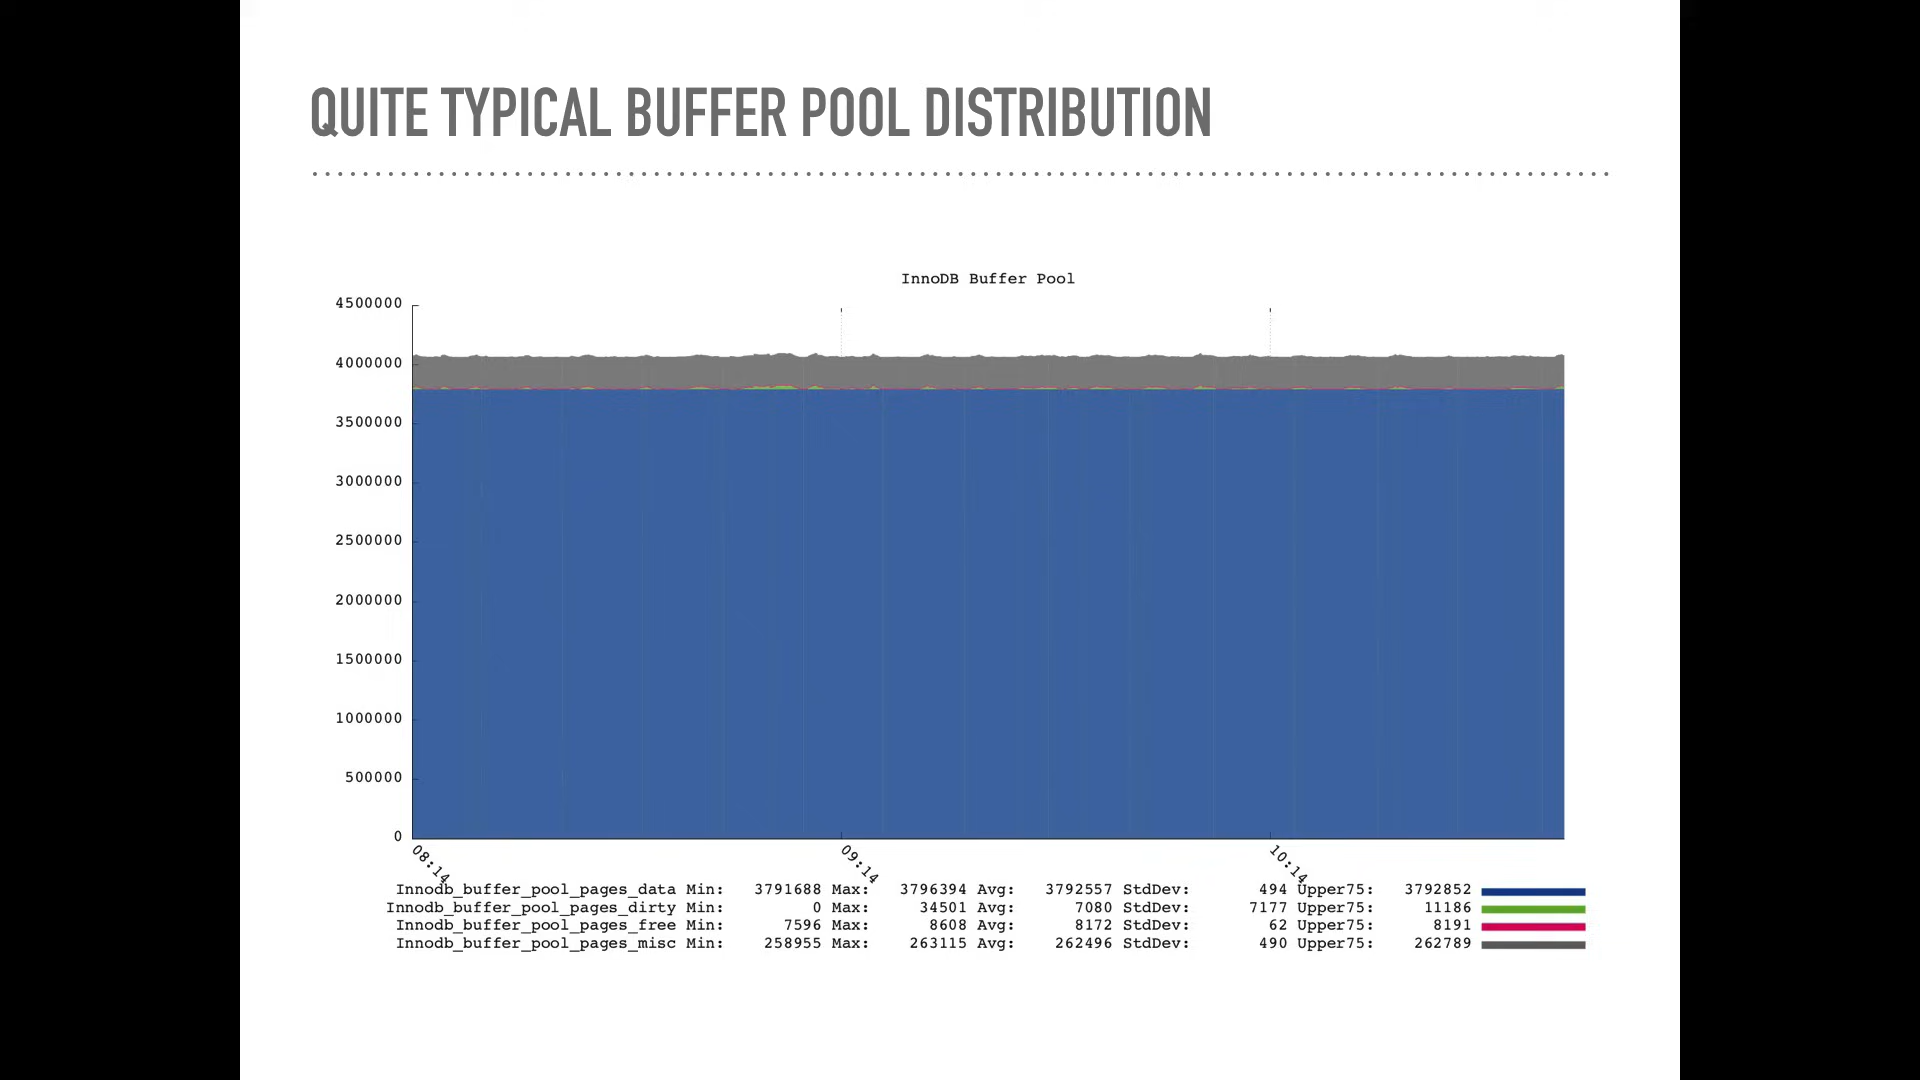 QUITE TYPICAL BUFFER POOL DISTRIBUTION
InnoDB Buffer Pool
4500000
4000000
3500000
3000000
2500000
2000000
1500000
1000000
500000
0
08:14 09:14 10:14
Innodb_buffer_pool_pages_data Min: 3791688 Max: 3796394 Avg: 3792557 StdDev: 494 Upper75: 3792852
Innodb_buffer_pool_pages_dirty Min: 0 Max: 34501 Avg: 7080 StdDev: 7177 Upper75: 11186
Innodb_buffer_pool_pages_free Min: 7596 Max: 8608 Avg: 8172 StdDev: 62 Upper75: 8191
Innodb_buffer_pool_pages_misc Min: 258955 Max: 263115 Avg: 262496 StdDev: 490 Upper75: 262789